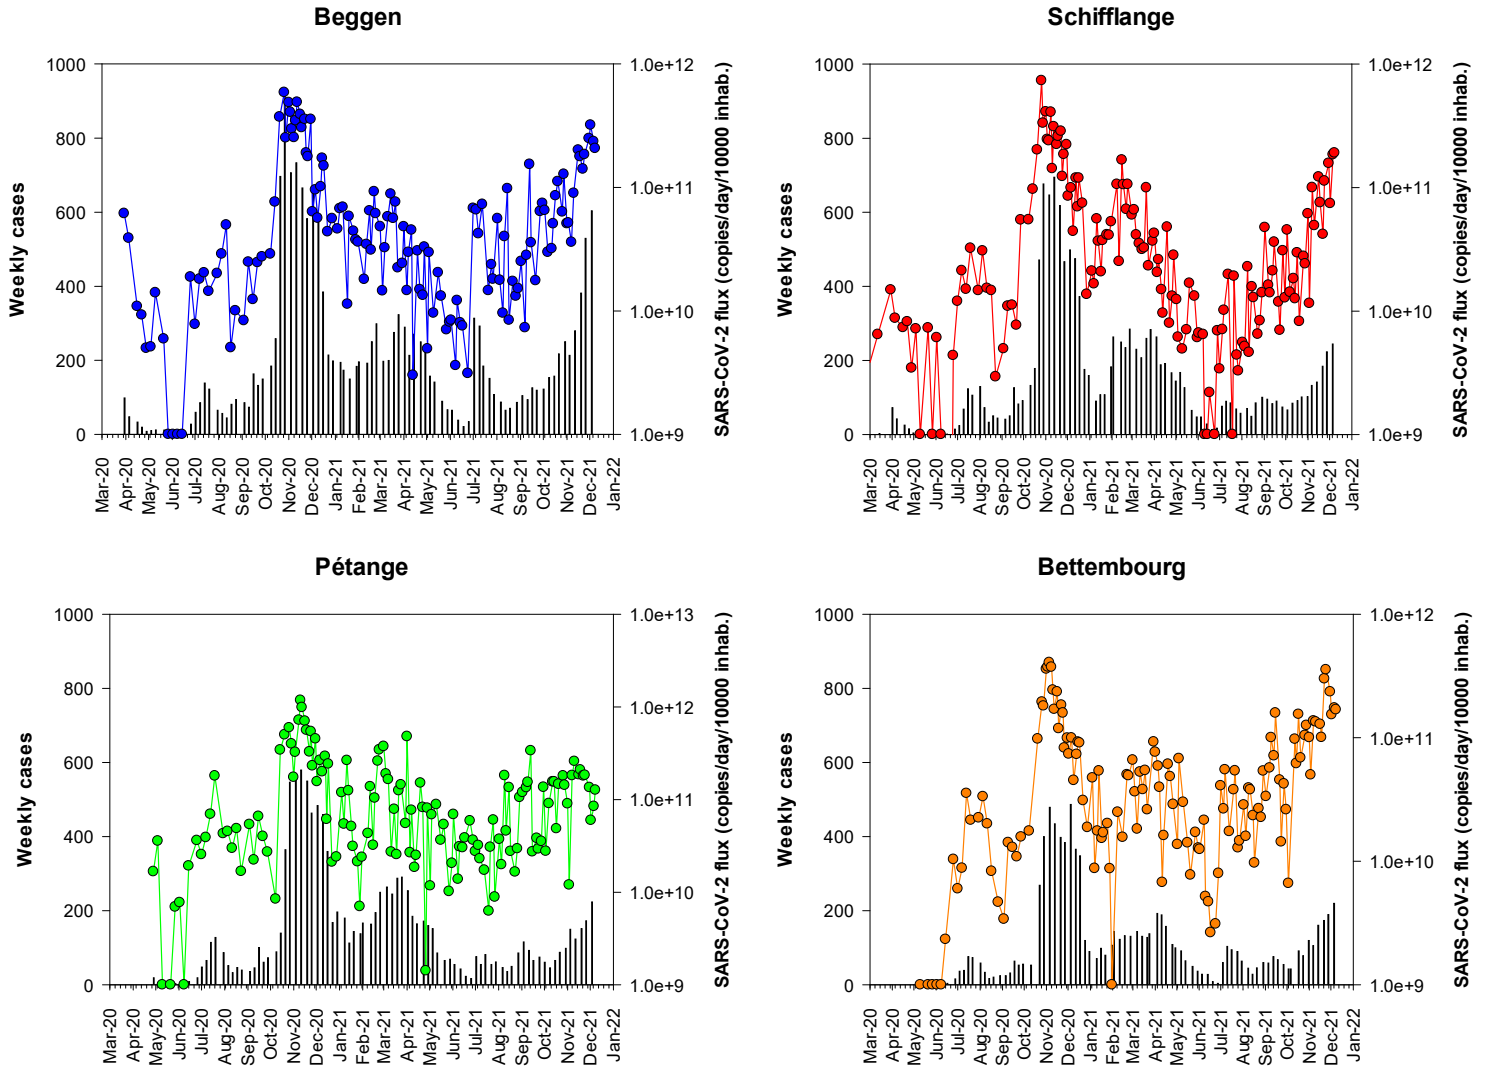 Beggen
1000
800
600
400
200
0
Weekly cases
1.0e+12
1.0e+11
1.0e+10
1.0e+9
SARS-CoV-2 flux (copies/day/10000 inhab.)
Mar-20
Apr-20
May-20
Jun-20
Jul-20
Aug-20
Sep-20
Oct-20
Nov-20
Dec-20
Jan-21
Feb-21
Mar-21
Apr-21
May-21
Jun-21
Jul-21
Aug-21
Sep-21
Oct-21
Nov-21
Dec-21
Jan-22
Schifflange
1000
800
600
400
200
0
Weekly cases
1.0e+12
1.0e+11
1.0e+10
1.0e+9
SARS-CoV-2 flux (copies/day/10000 inhab.)
Mar-20
Apr-20
May-20
Jun-20
Jul-20
Aug-20
Sep-20
Oct-20
Nov-20
Dec-20
Jan-21
Feb-21
Mar-21
Apr-21
May-21
Jun-21
Jul-21
Aug-21
Sep-21
Oct-21
Nov-21
Dec-21
Jan-22
Pétange
1000
800
600
400
200
0
Weekly cases
1.0e+13
1.0e+12
1.0e+11
1.0e+10
1.0e+9
SARS-CoV-2 flux (copies/day/10000 inhab.)
Mar-20
Apr-20
May-20
Jun-20
Jul-20
Aug-20
Sep-20
Oct-20
Nov-20
Dec-20
Jan-21
Feb-21
Mar-21
Apr-21
May-21
Jun-21
Jul-21
Aug-21
Sep-21
Oct-21
Nov-21
Dec-21
Jan-22
Bettembourg
1000
800
600
400
200
0
Weekly cases
1.0e+12
1.0e+11
1.0e+10
1.0e+9
SARS-CoV-2 flux (copies/day/10000 inhab.)
Mar-20
Apr-20
May-20
Jun-20
Jul-20
Aug-20
Sep-20
Oct-20
Nov-20
Dec-20
Jan-21
Feb-21
Mar-21
Apr-21
May-21
Jun-21
Jul-21
Aug-21
Sep-21
Oct-21
Nov-21
Dec-21
Jan-22